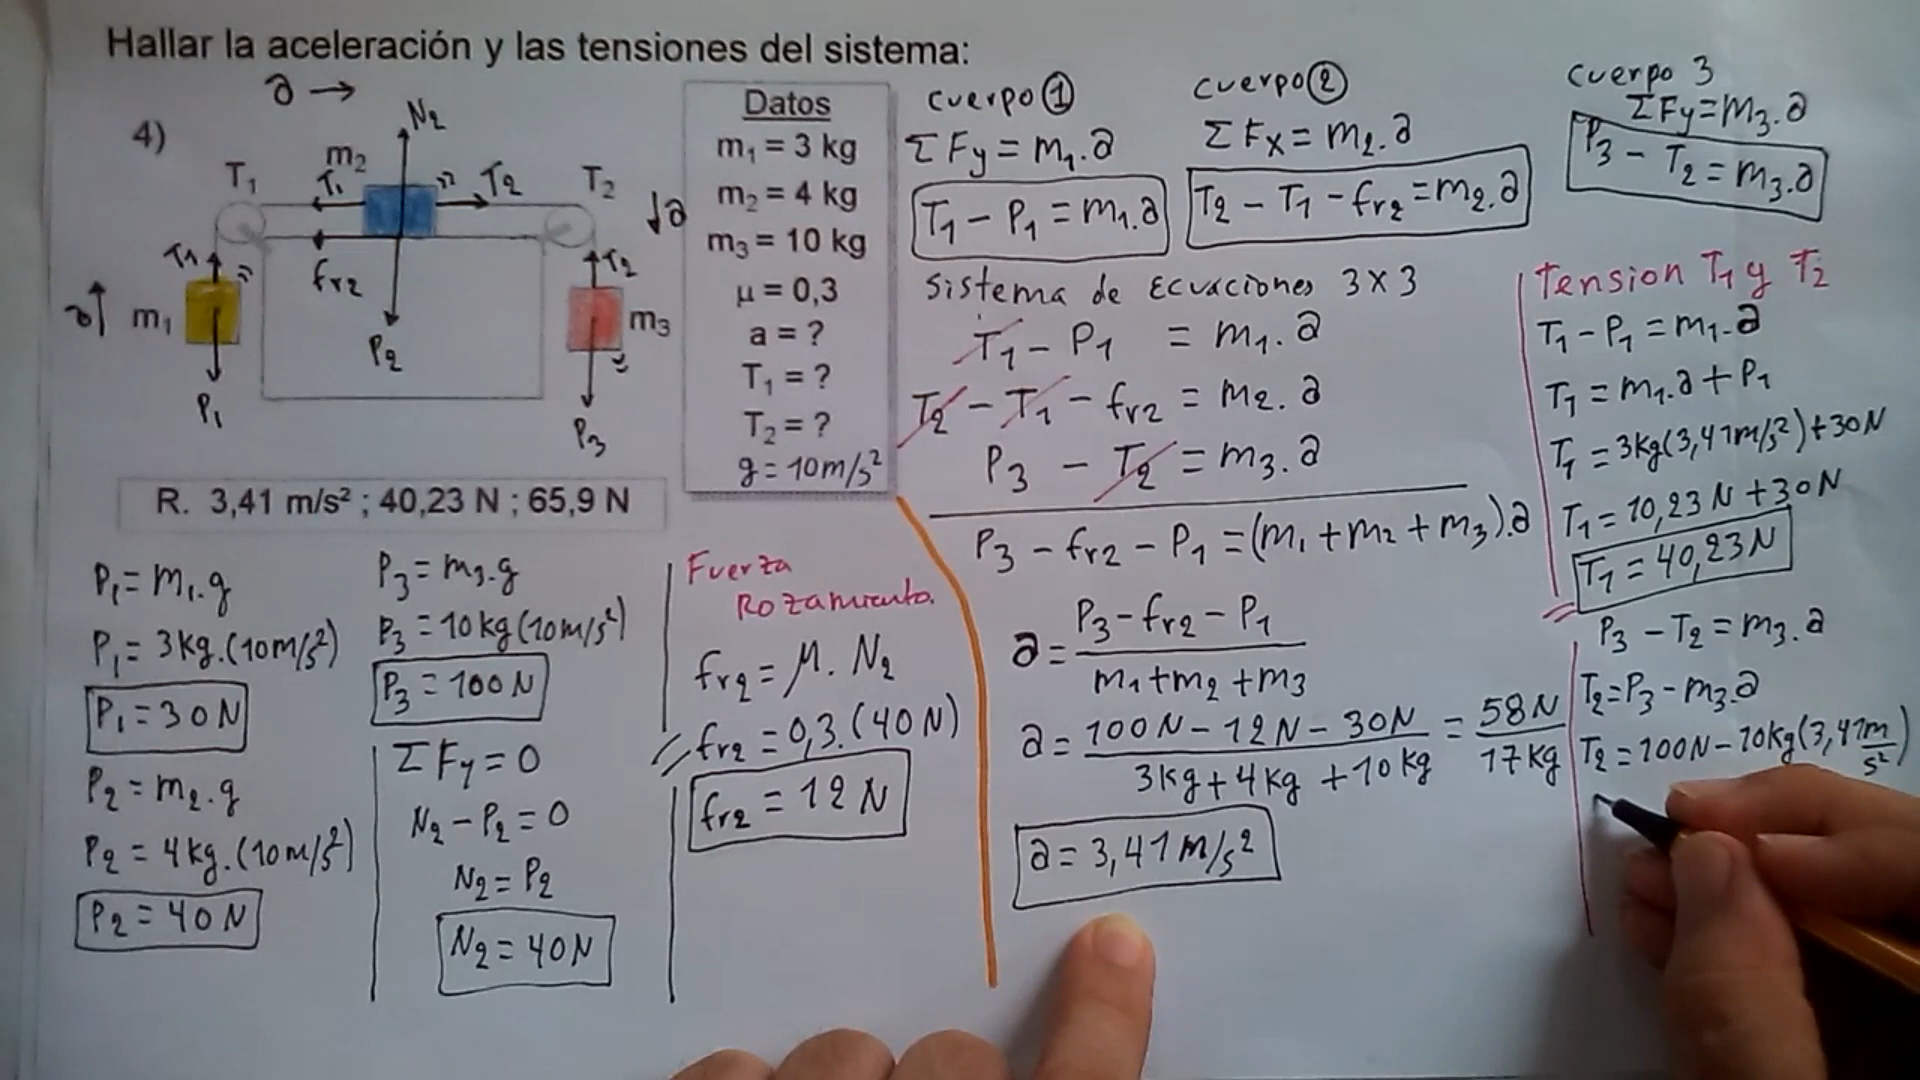 Hallar la aceleración y las tensiones del sistema:
a →
4)
N₂
m₂
T₁
T₁
T₂
T₂
↓a
T₁
fr₂
T₂
a↑
m₁
m₃
P₂
P₁
P₃
R. 3,41 m/s² ; 40,23 N ; 65,9 N
Datos
m₁ = 3 kg
m₂ = 4 kg
m₃ = 10 kg
μ = 0,3
a = ?
T₁ = ?
T₂ = ?
g = 10m/s²
P₁ = m₁.g
P₁ = 3kg.(10m/s²)
P₁ = 30N
P₂ = m₂.g
P₂ = 4kg.(10m/s²)
P₂ = 40N
P₃ = m₃.g
P₃ = 10kg(10m/s²)
P₃ = 100N
ΣFy = 0
N₂ - P₂ = 0
N₂ = P₂
N₂ = 40N
Fuerza
Rozamiento.
fr₂ = μ. N₂
fr₂ = 0,3.(40N)
fr₂ = 12N
cuerpo ①
ΣFy = m₁.a
T₁ - P₁ = m₁.a
cuerpo ②
ΣFx = m₂.a
T₂ - T₁ - fr₂ = m₂.a
cuerpo 3
ΣFy = m₃.a
P₃ - T₂ = m₃.a
Sistema de Ecuaciones 3x3
T₁ - P₁ = m₁.a
T₂ - T₁ - fr₂ = m₂.a
P₃ - T₂ = m₃.a
P₃ - fr₂ - P₁ = (m₁ + m₂ + m₃).a
a = P₃ - fr₂ - P₁
m₁ + m₂ + m₃
a = 100N - 12N - 30N = 58N
3kg + 4kg + 10kg 17kg
a = 3,41m/s²
Tension T₁ y T₂
T₁ - P₁ = m₁.a
T₁ = m₁.a + P₁
T₁ = 3kg(3,41m/s²) + 30N
T₁ = 10,23N + 30N
T₁ = 40,23N
P₃ - T₂ = m₃.a
T₂ = P₃ - m₃.a
T₂ = 100N - 10kg(3,41m/s²)